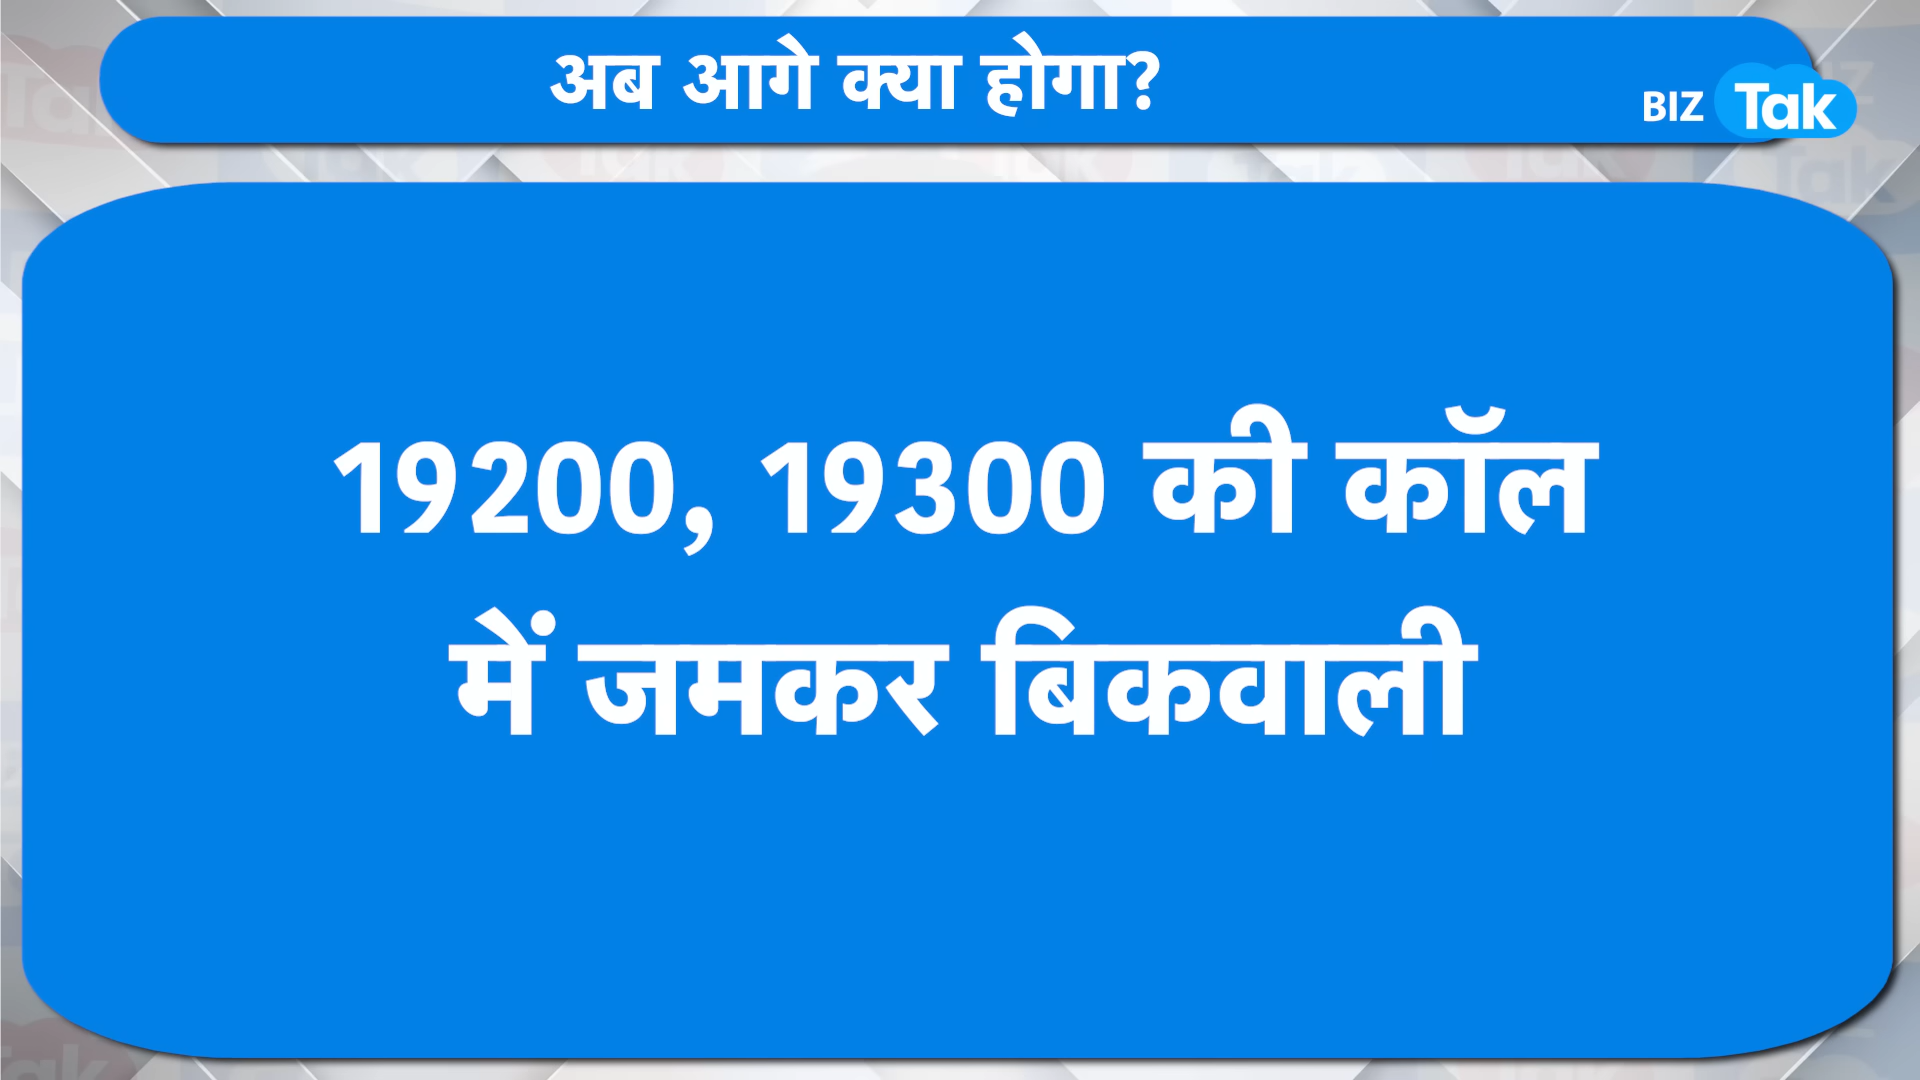 अब आगे क्या होगा?
BIZ Tak
19200, 19300 की कॉल
में जमकर बिकवाली